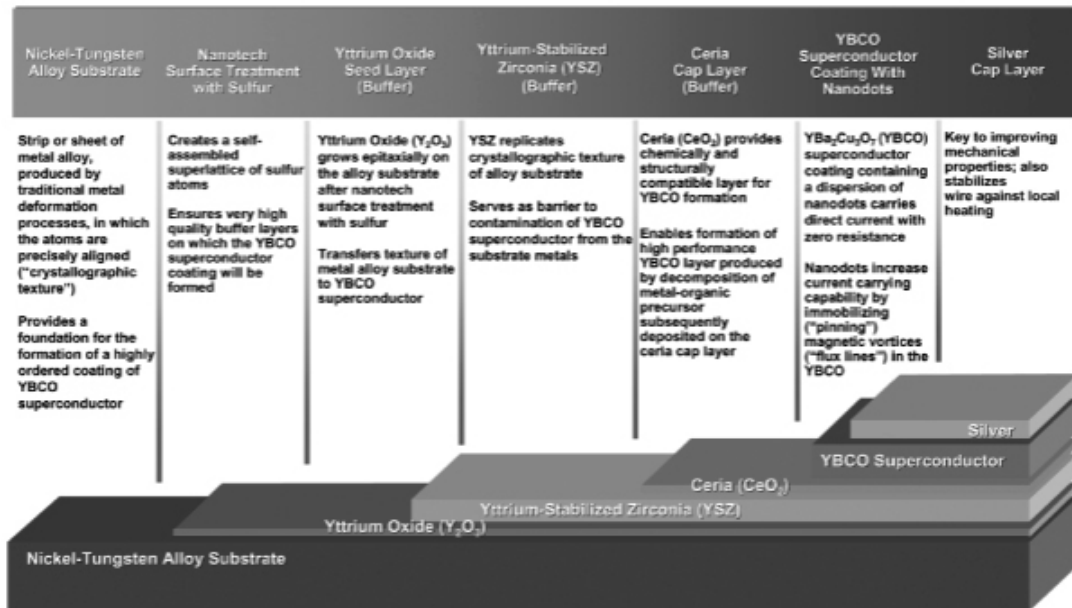 Nickel-Tungsten
Alloy Substrate
Nanotech
Surface Treatment
with Sulfur
Yttrium Oxide
Seed Layer
(Buffer)
Yttrium-Stabilized
Zirconia (YSZ)
(Buffer)
Ceria
Cap Layer
(Buffer)
YBCO
Superconductor
Coating With
Nanodots
Silver
Cap Layer
Strip or sheet of
metal alloy,
produced by
traditional metal
deformation
processes, in which
the atoms are
precisely aligned
("crystallographic
texture")
Provides a
foundation for the
formation of a highly
ordered coating of
YBCO
superconductor
Creates a self-
assembled
superlattice of sulfur
atoms
Ensures very high
quality buffer layers
on which the YBCO
superconductor
coating will be
formed
Yttrium Oxide (Y₂O₃)
grows epitaxially on
the alloy substrate
after nanotech
surface treatment
with sulfur
Transfers texture of
metal alloy substrate
to YBCO
superconductor
YSZ replicates
crystallographic texture
of alloy substrate
Serves as barrier to
contamination of YBCO
superconductor from the
substrate metals
Ceria (CeO₂) provides
chemically and
structurally
compatible layer for
YBCO formation
Enables formation of
high performance
YBCO layer produced
by decomposition of
metal-organic
precursor
subsequently
deposited on the
ceria cap layer
YBa₂Cu₃O₇ (YBCO)
superconductor
coating containing
a dispersion of
nanodots carries
direct current with
zero resistance
Nanodots increase
current carrying
capability by
immobilizing
("pinning")
magnetic vortices
("flux lines") in the
YBCO
Key to improving
mechanical
properties; also
stabilizes
wire against local
heating
Silver
YBCO Superconductor
Ceria (CeO₂)
Yttrium-Stabilized Zirconia (YSZ)
Yttrium Oxide (Y₂O₃)
Nickel-Tungsten Alloy Substrate